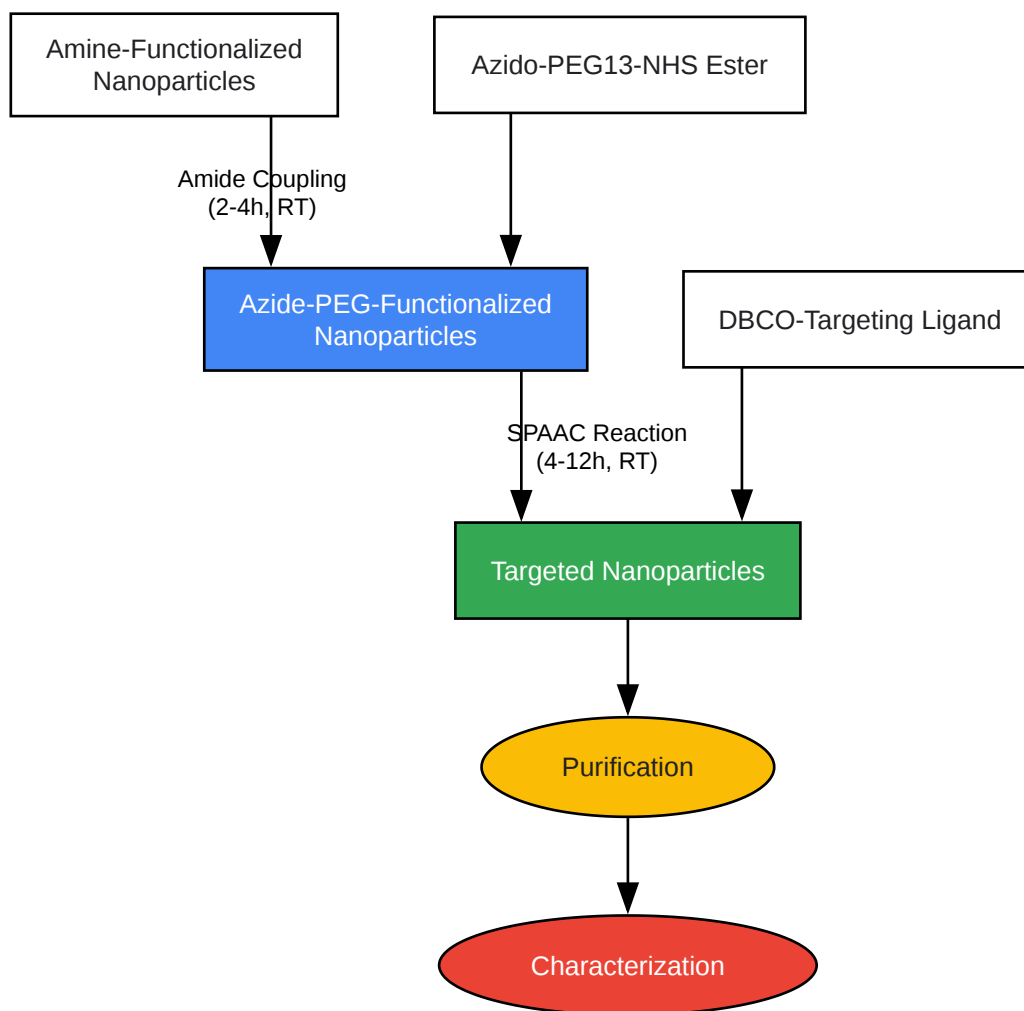 Amine-Functionalized
Nanoparticles
Azido-PEG13-NHS Ester
Amide Coupling
(2-4h, RT)
Azide-PEG-Functionalized
Nanoparticles
DBCO-Targeting Ligand
SPAAC Reaction
(4-12h, RT)
Targeted Nanoparticles
Purification
Characterization